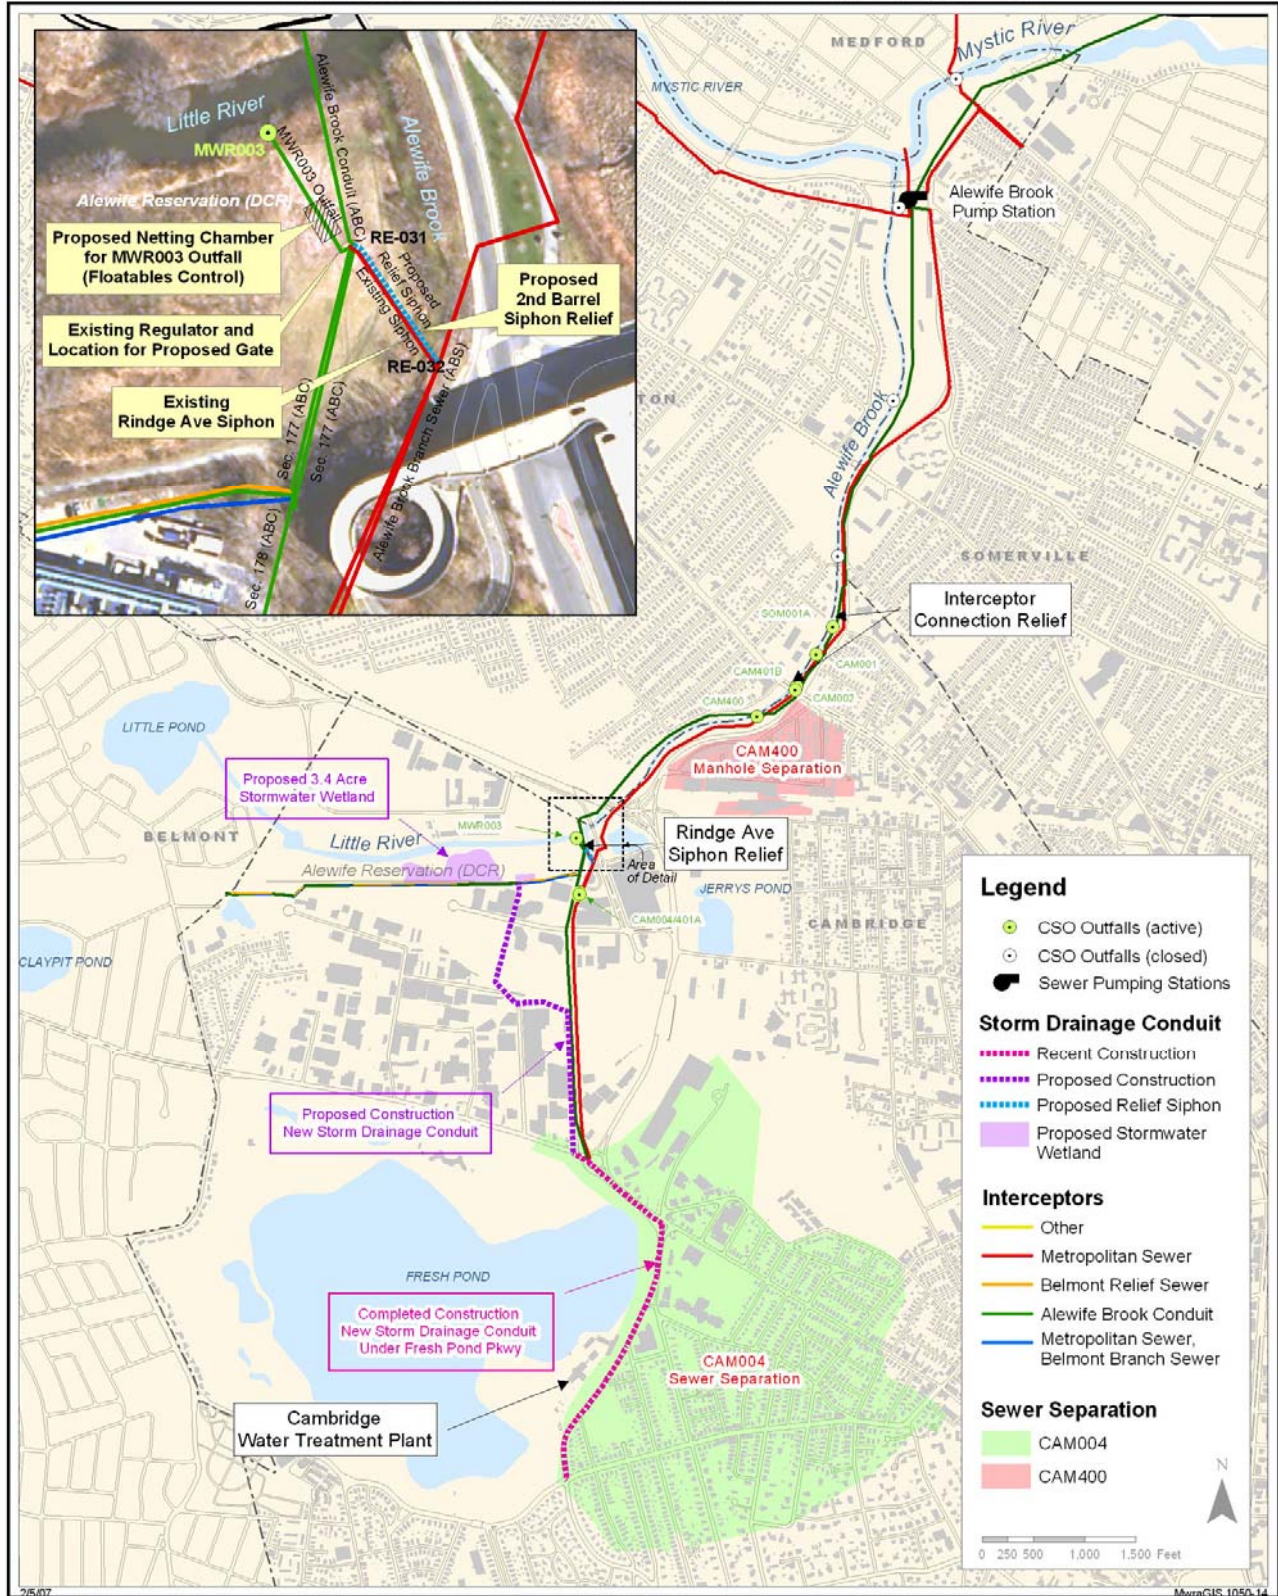 MEDFORD
Mystic River
MYSTIC RIVER
Alewife Brook
Pump Station
TON
Alewife Brook
SOMERVILLE
Interceptor
Connection Relief
SOM001A
CAM001
CAM401B
CAM002
CAM400
CAM400
Manhole Separation
Little River
MWR003
MWR003 Outfall
Alewife Brook Conduit (ABC)
Alewife Brook
Alewife Reservation (DCR)
Proposed Netting Chamber
for MWR003 Outfall
(Floatables Control)
RE-031
Proposed
Relief Siphon
Existing Siphon
Proposed
2nd Barrel
Siphon Relief
Existing Regulator and
Location for Proposed Gate
RE-032
Existing
Rindge Ave Siphon
Sec. 177 (ABC)
Sec. 177 (ABC)
Sec. 178 (ABC)
Alewife Brook Branch Sewer (ABS)
LITTLE POND
Proposed 3.4 Acre
Stormwater Wetland
BELMONT
Little River
MWR003
Alewife Reservation (DCR)
Rindge Ave
Siphon Relief
Area
of Detail
JERRYS POND
CAM004/401A
CAMBRIDGE
CLAYPIT POND
Proposed Construction
New Storm Drainage Conduit
FRESH POND
Completed Construction
New Storm Drainage Conduit
Under Fresh Pond Pkwy
CAM004
Sewer Separation
Cambridge
Water Treatment Plant
Legend
CSO Outfalls (active)
CSO Outfalls (closed)
Sewer Pumping Stations
Storm Drainage Conduit
Recent Construction
Proposed Construction
Proposed Relief Siphon
Proposed Stormwater
Wetland
Interceptors
Other
Metropolitan Sewer
Belmont Relief Sewer
Alewife Brook Conduit
Metropolitan Sewer,
Belmont Branch Sewer
Sewer Separation
CAM004
CAM400
N
0 250 500 1,000 1,500 Feet
2/5/07
MwraGIS 1050-14